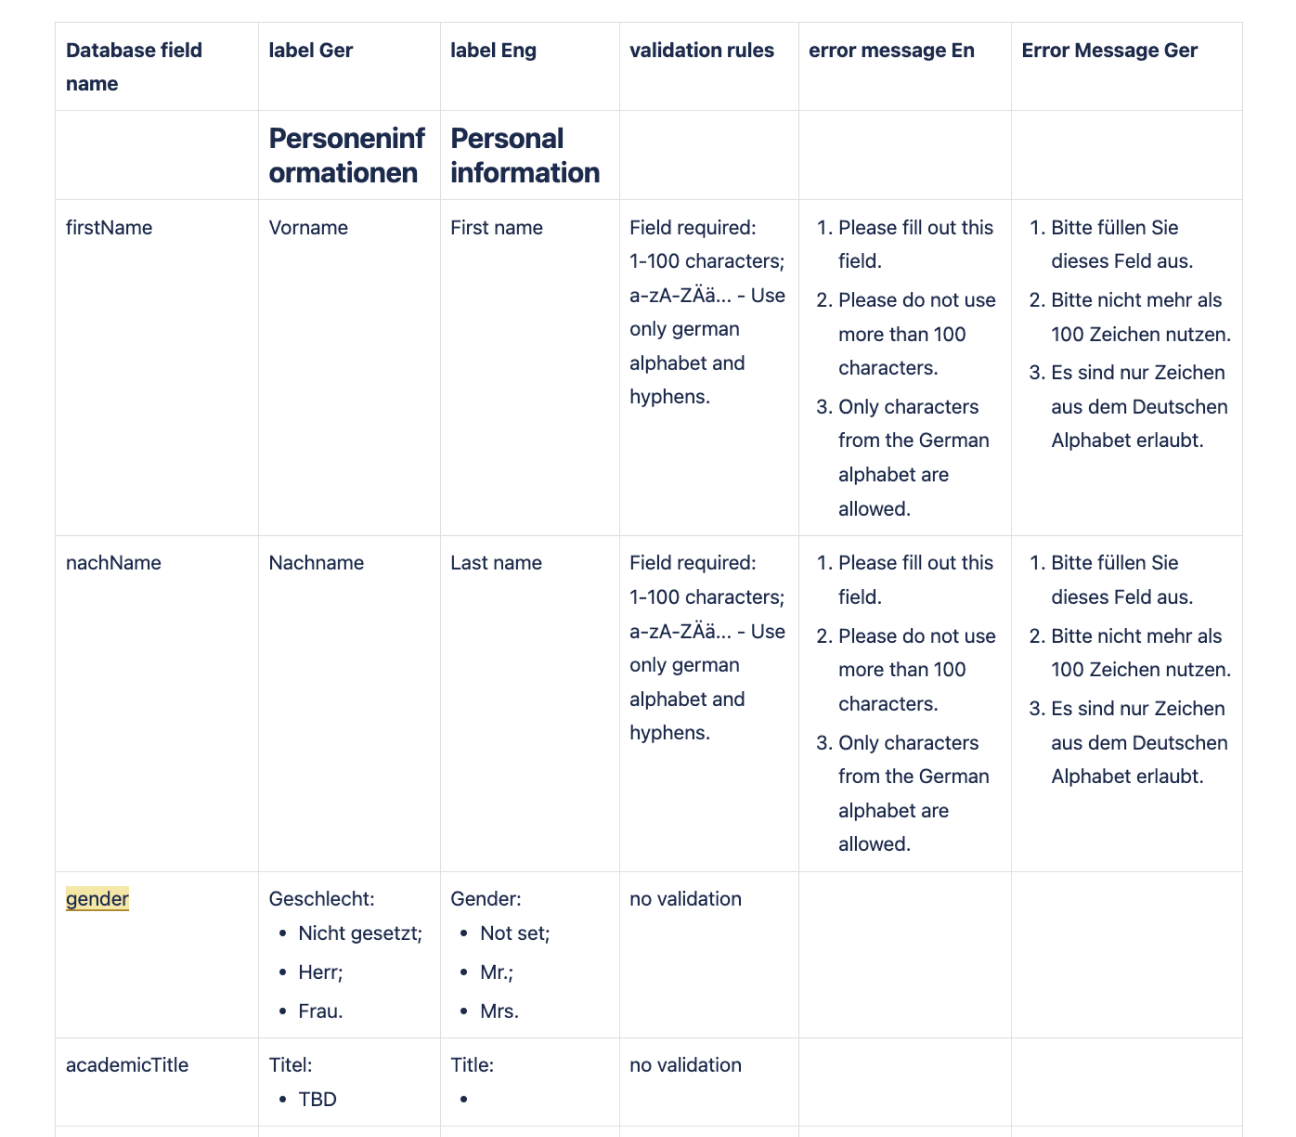 Database field name | label Ger | label Eng | validation rules | error message En | Error Message Ger
Personeninf
ormationen
Personal
information
firstName
Vorname
First name
Field required:
1-100 characters;
a-zA-ZÄä... - Use
only german
alphabet and
hyphens.
1. Please fill out this
field.
2. Please do not use
more than 100
characters.
3. Only characters
from the German
alphabet are
allowed.
1. Bitte füllen Sie
dieses Feld aus.
2. Bitte nicht mehr als
100 Zeichen nutzen.
3. Es sind nur Zeichen
aus dem Deutschen
Alphabet erlaubt.
nachName
Nachname
Last name
Field required:
1-100 characters;
a-zA-ZÄä... - Use
only german
alphabet and
hyphens.
1. Please fill out this
field.
2. Please do not use
more than 100
characters.
3. Only characters
from the German
alphabet are
allowed.
1. Bitte füllen Sie
dieses Feld aus.
2. Bitte nicht mehr als
100 Zeichen nutzen.
3. Es sind nur Zeichen
aus dem Deutschen
Alphabet erlaubt.
gender
Geschlecht:
• Nicht gesetzt;
• Herr;
• Frau.
Gender:
• Not set;
• Mr.;
• Mrs.
no validation
academicTitle
Titel:
• TBD
Title:
•
no validation